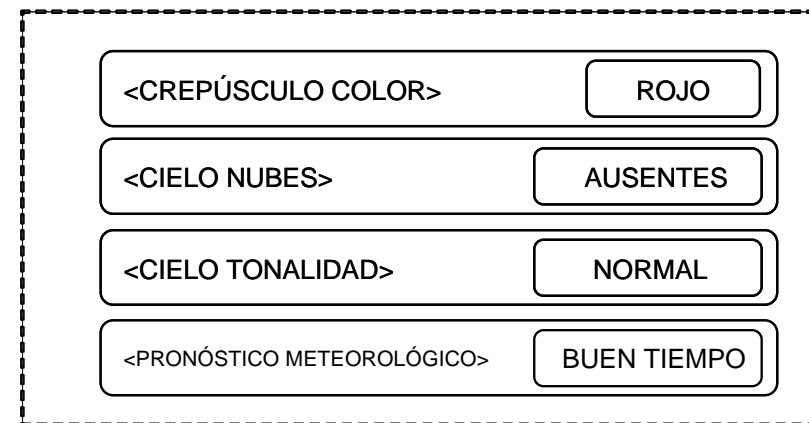 <CREPÚSCULO COLOR> ROJO
<CIELO NUBES> AUSENTES
<CIELO TONALIDAD> NORMAL
<PRONÓSTICO METEOROLÓGICO> BUEN TIEMPO